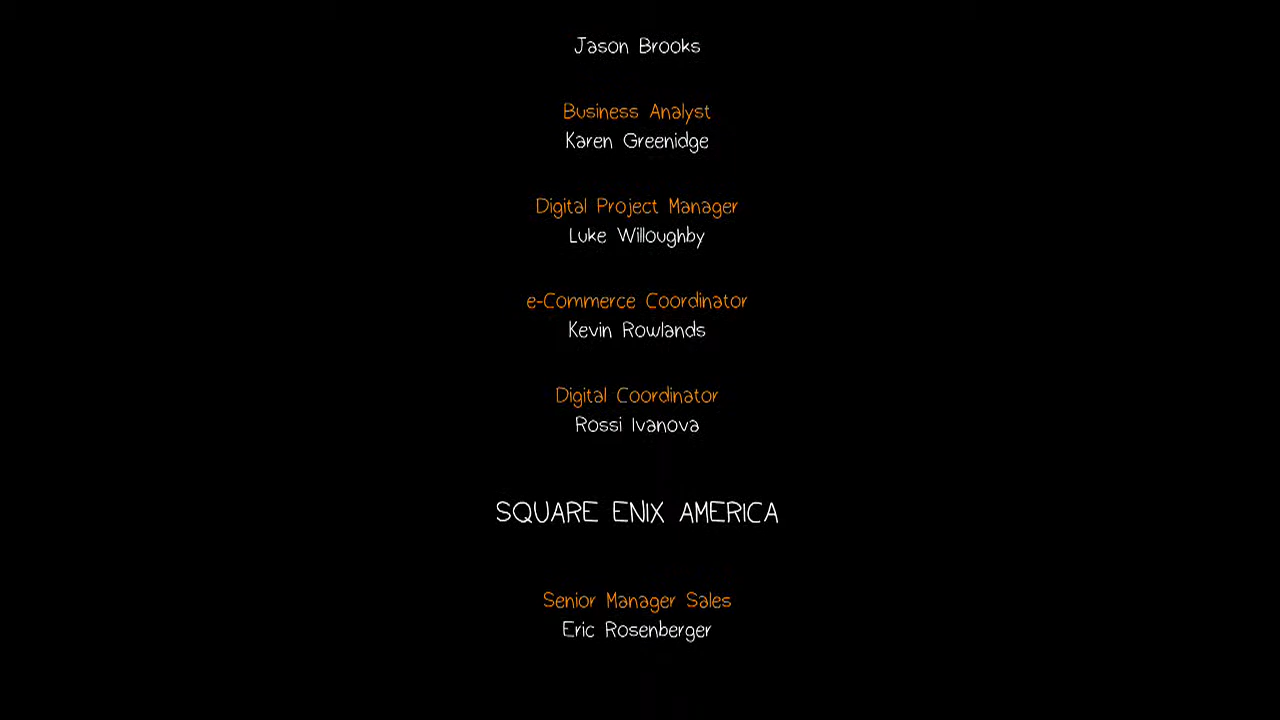 Jason Brooks
Business Analyst
Karen Greenidge
Digital Project Manager
Luke Willoughby
e-Commerce Coordinator
Kevin Rowlands
Digital Coordinator
Rossi Ivanova
SQUARE ENIX AMERICA
Senior Manager Sales
Eric Rosenberger